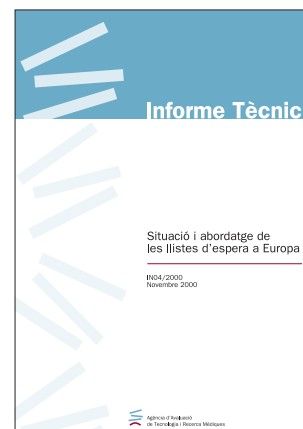 Informe Tècnic
Situació i abordatge de
les llistes d'espera a Europa
IN04/2000
Novembre 2000
Agència d'Avaluació
de Tecnologia i Recerca Mèdiques